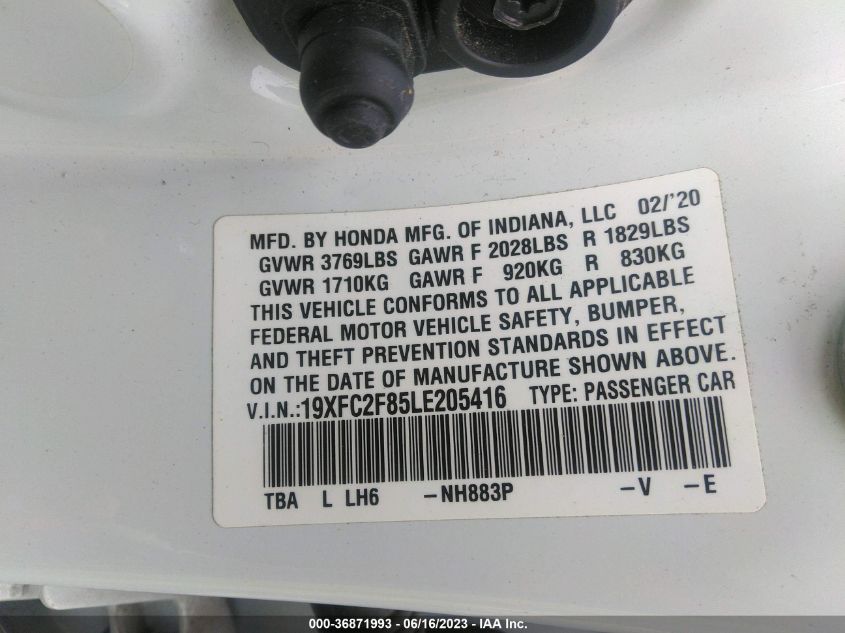 MFD. BY HONDA MFG. OF INDIANA, LLC 02/'20
GVWR 3769LBS GAWR F 2028LBS R 1829LBS
GVWR 1710KG GAWR F 920KG R 830KG
THIS VEHICLE CONFORMS TO ALL APPLICABLE
FEDERAL MOTOR VEHICLE SAFETY, BUMPER,
AND THEFT PREVENTION STANDARDS IN EFFECT
ON THE DATE OF MANUFACTURE SHOWN ABOVE.
V.I.N.:19XFC2F85LE205416 TYPE: PASSENGER CAR
TBA L LH6 -NH883P -V -E
000-36871993 - 06/16/2023 - IAA Inc.